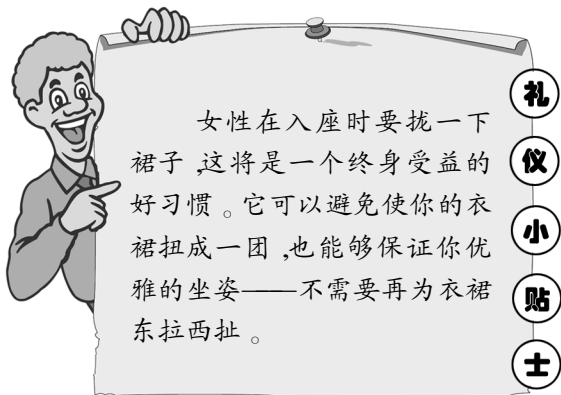 女性在入座时要拢一下
裙子,这将是一个终身受益的
好习惯。它可以避免使你的衣
裙扭成一团,也能够保证你优
雅的坐姿——不需要再为衣裙
东拉西扯。
礼
仪
小
贴
士